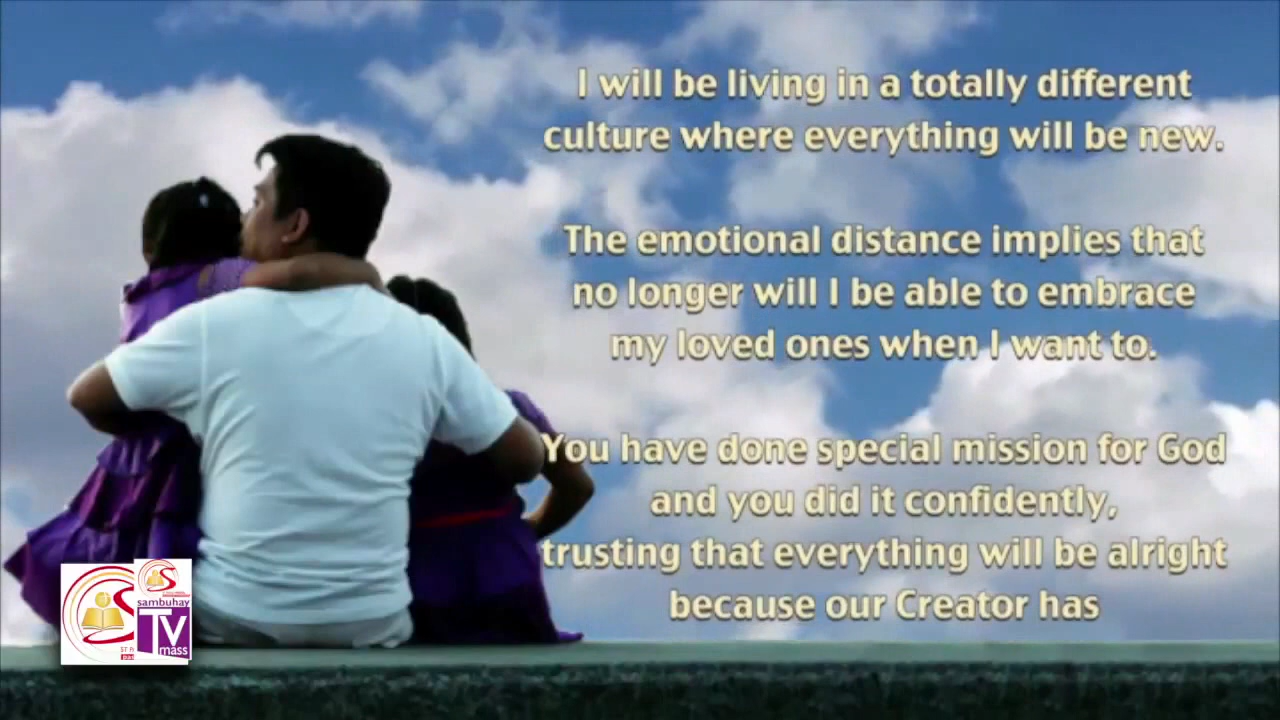 I will be living in a totally different
culture where everything will be new.
The emotional distance implies that
no longer will I be able to embrace
my loved ones when I want to.
You have done special mission for God
and you did it confidently,
trusting that everything will be alright
because our Creator has
sambuhay
TV
mass